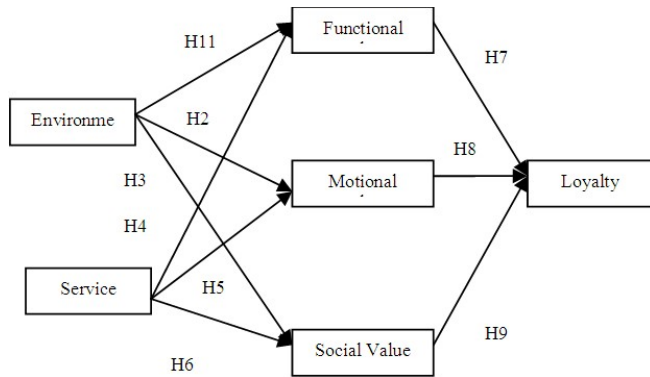 Functional
H11
H7
Environme
H2
H8
H3
Motional
Loyalty
H4
Service
H5
H9
Social Value
H6